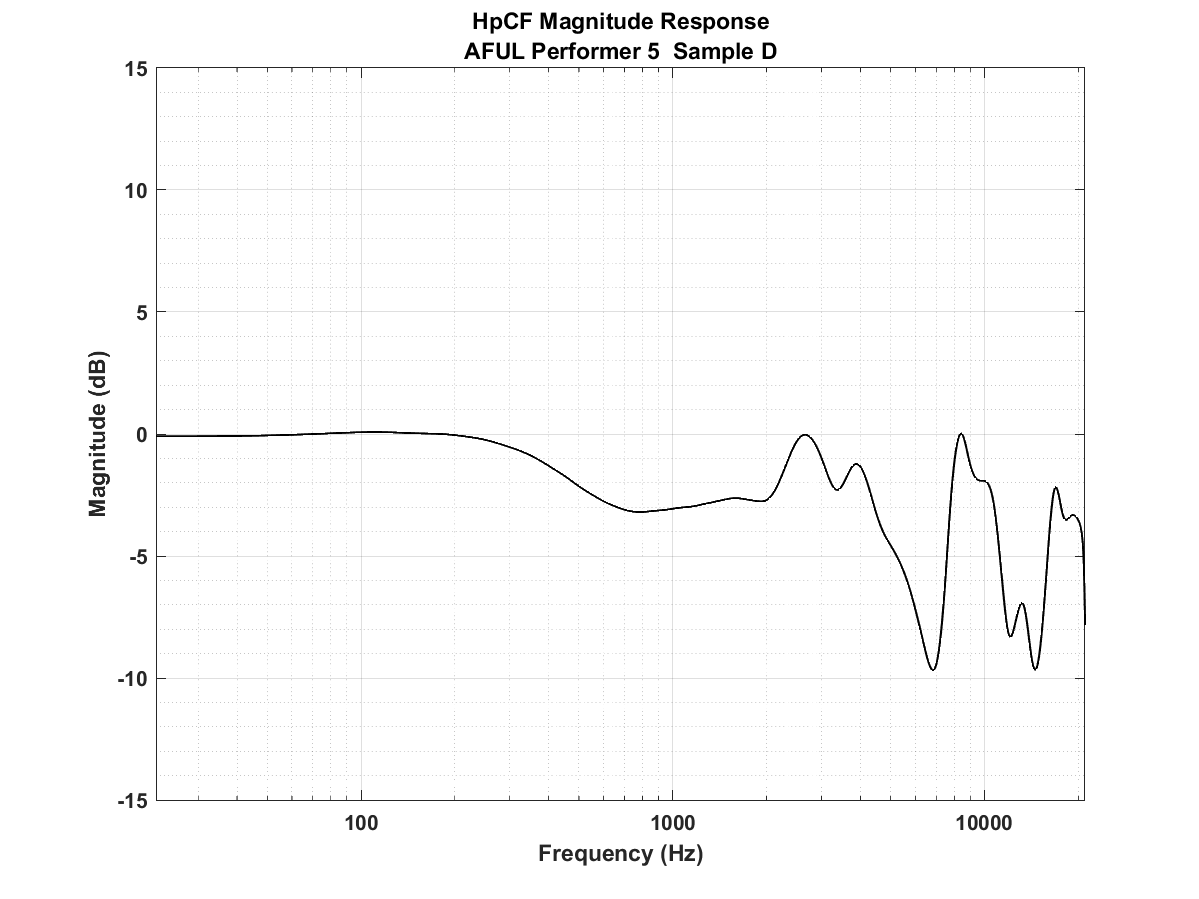 HpCF Magnitude Response
AFUL Performer 5  Sample D
15
10
5
0
-5
-10
-15
Magnitude (dB)
100
1000
10000
Frequency (Hz)